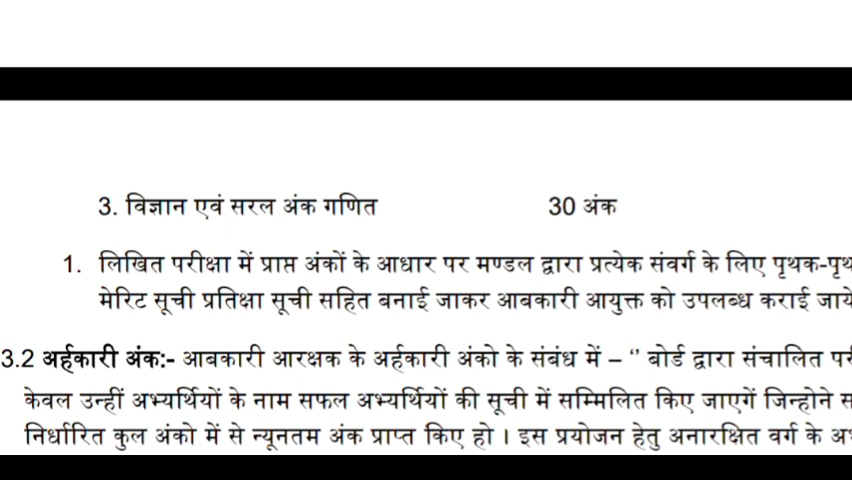 3. विज्ञान एवं सरल अंक गणित 30 अंक
1. लिखित परीक्षा में प्राप्त अंकों के आधार पर मण्डल द्वारा प्रत्येक संवर्ग के लिए
मेरिट सूची प्रतिक्षा सूची सहित बनाई जाकर आबकारी आयुक्त को उपलब्ध कराई
3.2 अर्हकारी अंक:- आबकारी आरक्षक के अर्हकारी अंको के संबंध में – '' बोर्ड द्वारा संचालित
केवल उन्हीं अभ्यर्थियों के नाम सफल अभ्यर्थियों की सूची में सम्मिलित किए जाएगें जिन्होने
निर्धारित कुल अंको में से न्यूनतम अंक प्राप्त किए हो । इस प्रयोजन हेतु अनारक्षित वर्ग के